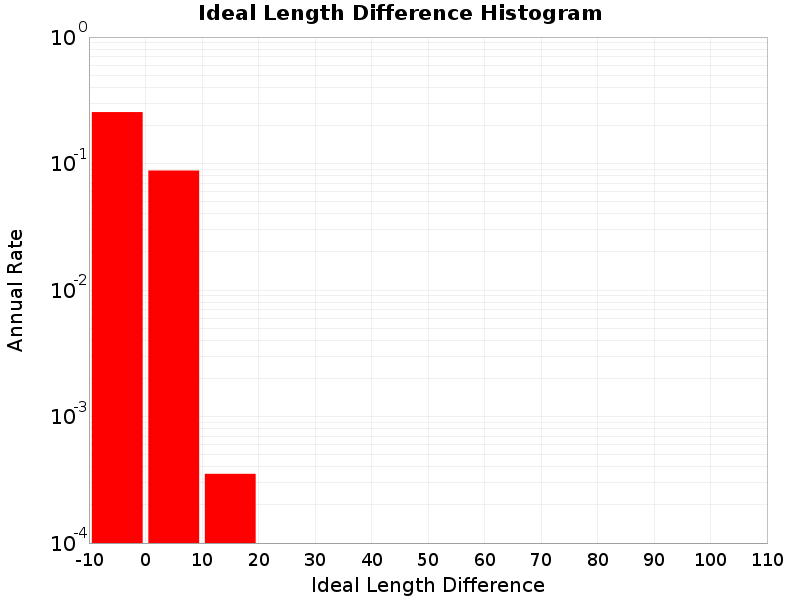 Ideal Length Difference Histogram
10^0
10^-1
10^-2
10^-3
10^-4
Annual Rate
-10 0 10 20 30 40 50 60 70 80 90 100 110
Ideal Length Difference